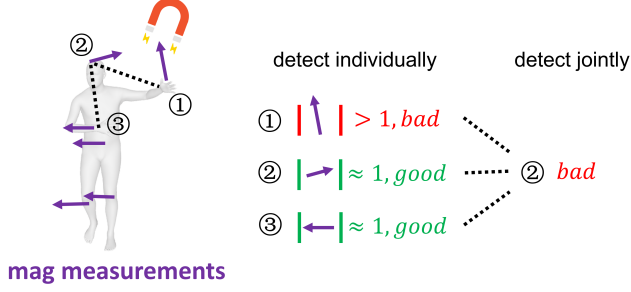 ②
①
③
mag measurements
detect individually
detect jointly
① | | > 1, bad
② | | ≈ 1, good
③ | | ≈ 1, good
② bad